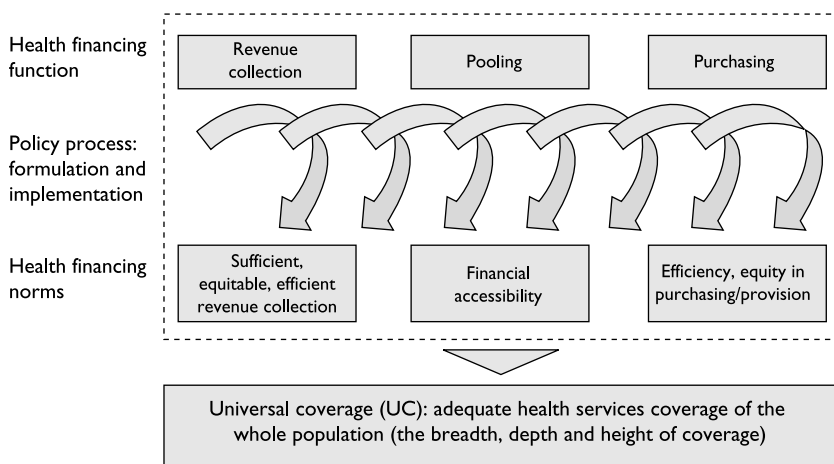 Health financing
function
Revenue
collection
Pooling
Purchasing
Policy process:
formulation and
implementation
Health financing
norms
Sufficient,
equitable, efficient
revenue collection
Financial
accessibility
Efficiency, equity in
purchasing/provision
Universal coverage (UC): adequate health services coverage of the
whole population (the breadth, depth and height of coverage)